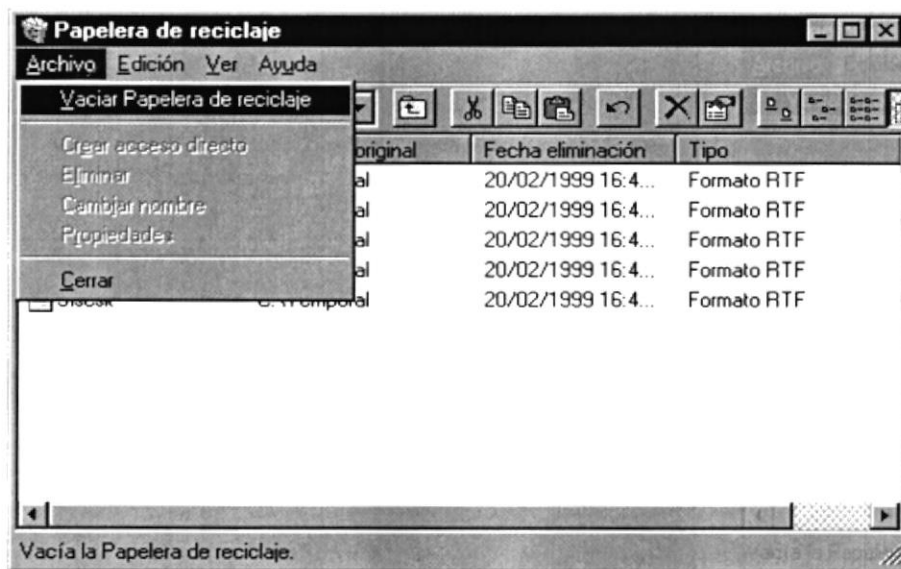 Papelera de reciclaje
Archivo Edición Ver Ayuda
Vaciar Papelera de reciclaje
Crear acceso directo
Eliminar
Cambiar nombre
Propiedades
Cerrar
original Fecha eliminación Tipo
al 20/02/1999 16:4... Formato RTF
al 20/02/1999 16:4... Formato RTF
al 20/02/1999 16:4... Formato RTF
al 20/02/1999 16:4... Formato RTF
20/02/1999 16:4... Formato RTF
Vacía la Papelera de reciclaje.